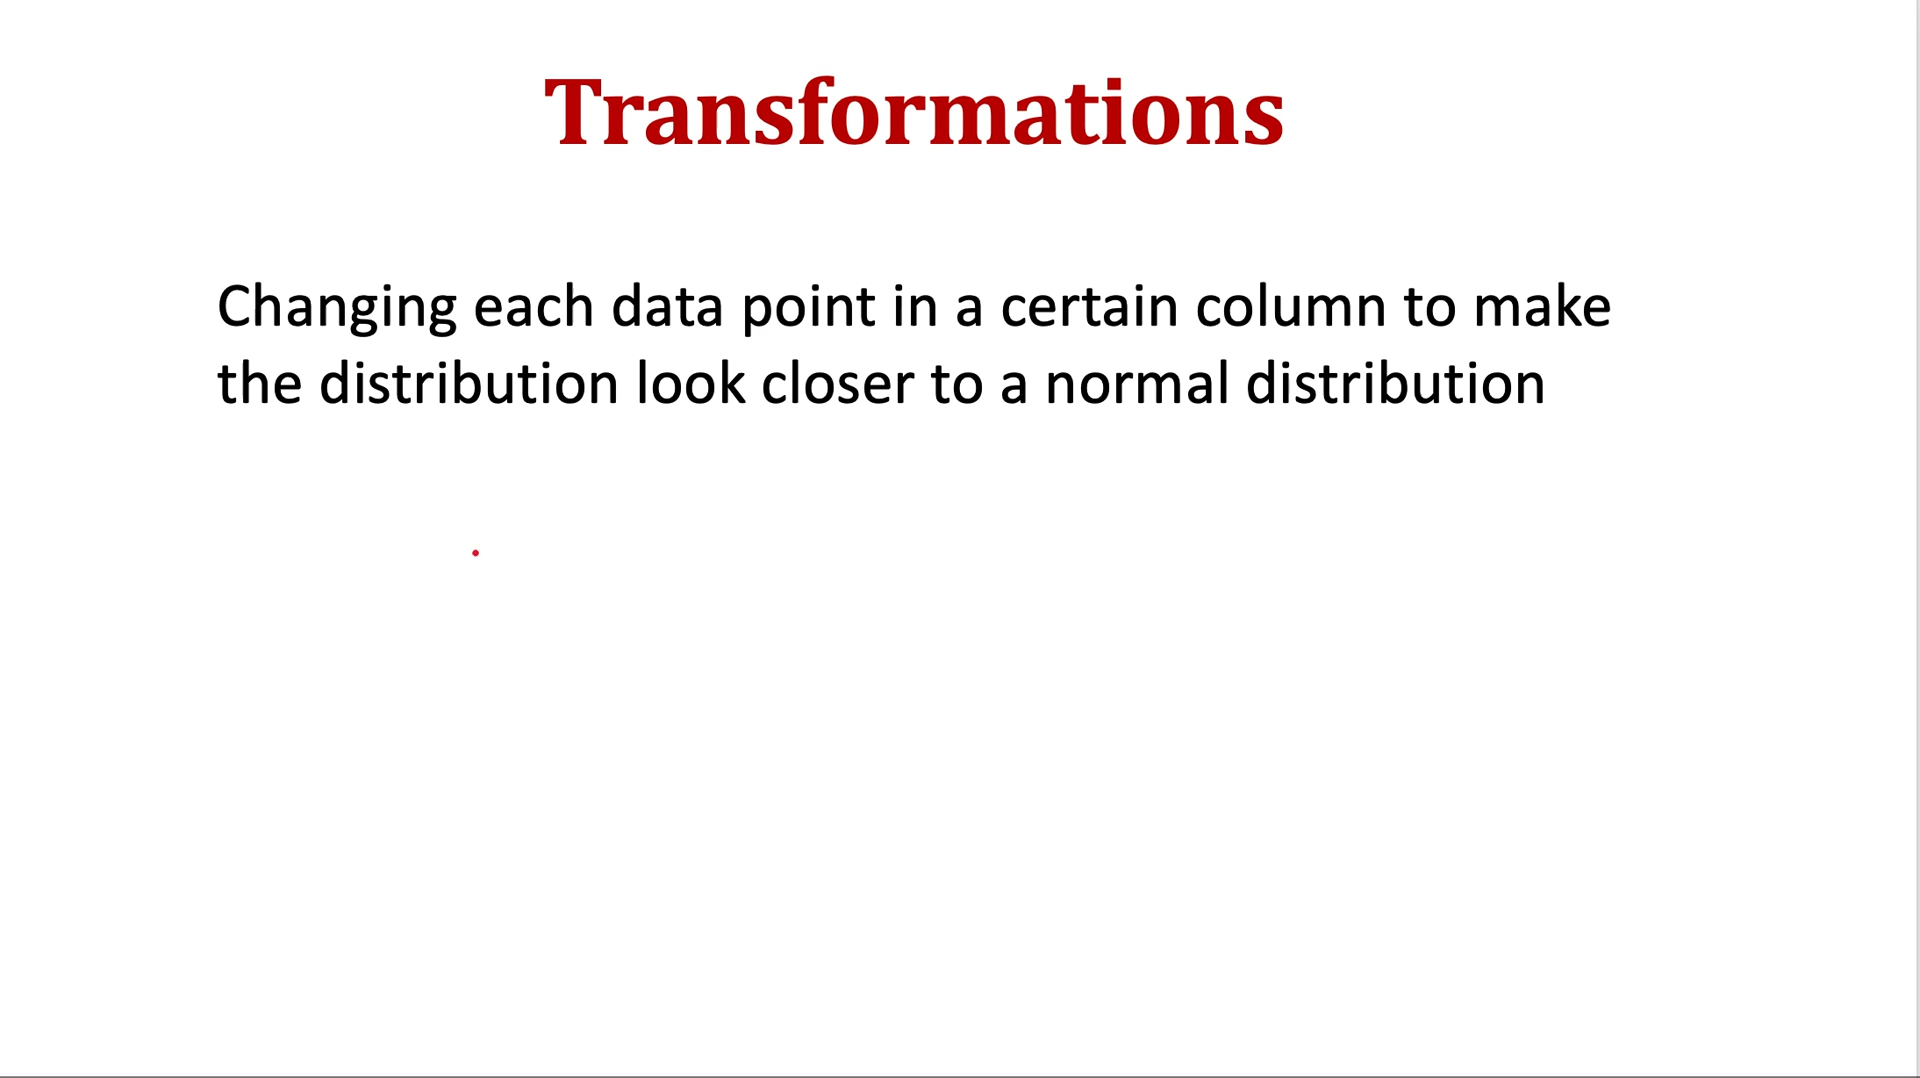 Transformations
Changing each data point in a certain column to make
the distribution look closer to a normal distribution